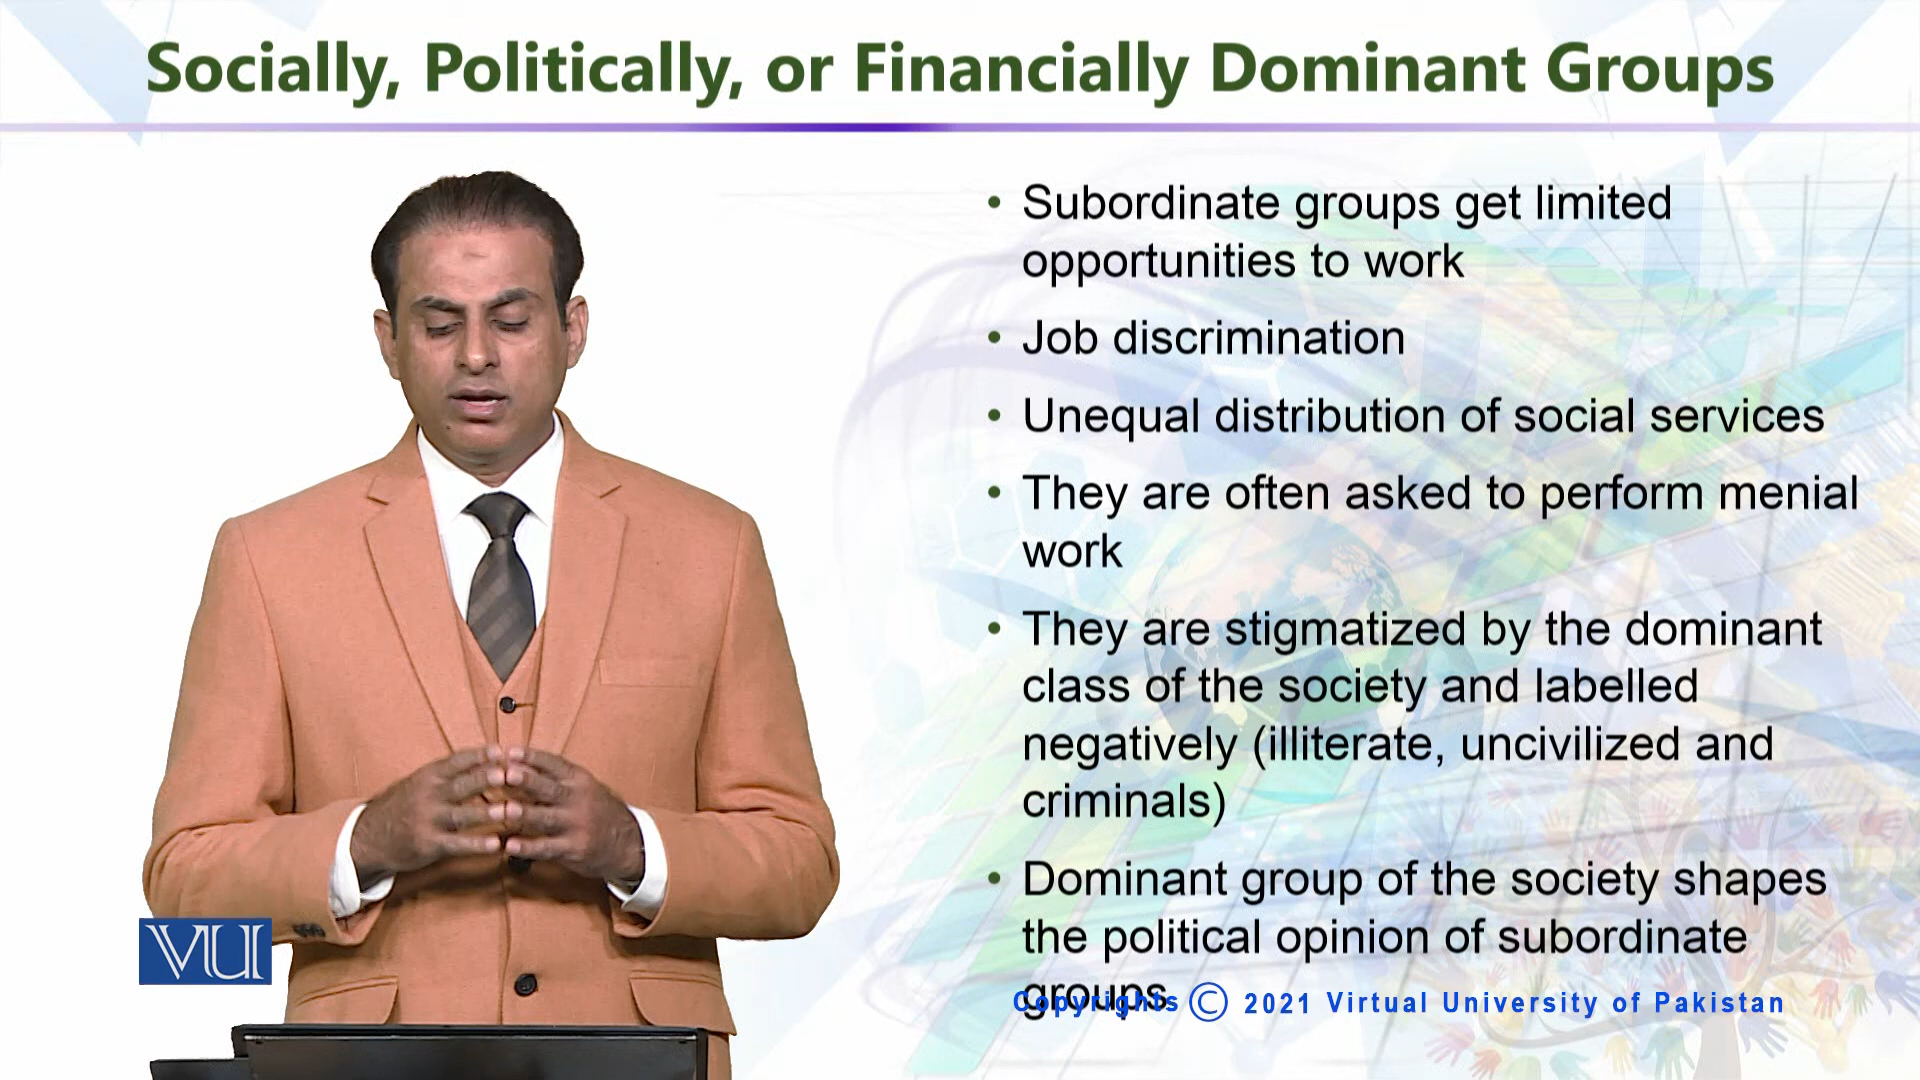 Socially, Politically, or Financially Dominant Groups
• Subordinate groups get limited
opportunities to work
• Job discrimination
• Unequal distribution of social services
• They are often asked to perform menial
work
• They are stigmatized by the dominant
class of the society and labelled
negatively (illiterate, uncivilized and
criminals)
• Dominant group of the society shapes
the political opinion of subordinate
groups
Copyrights © 2021 Virtual University of Pakistan
VU